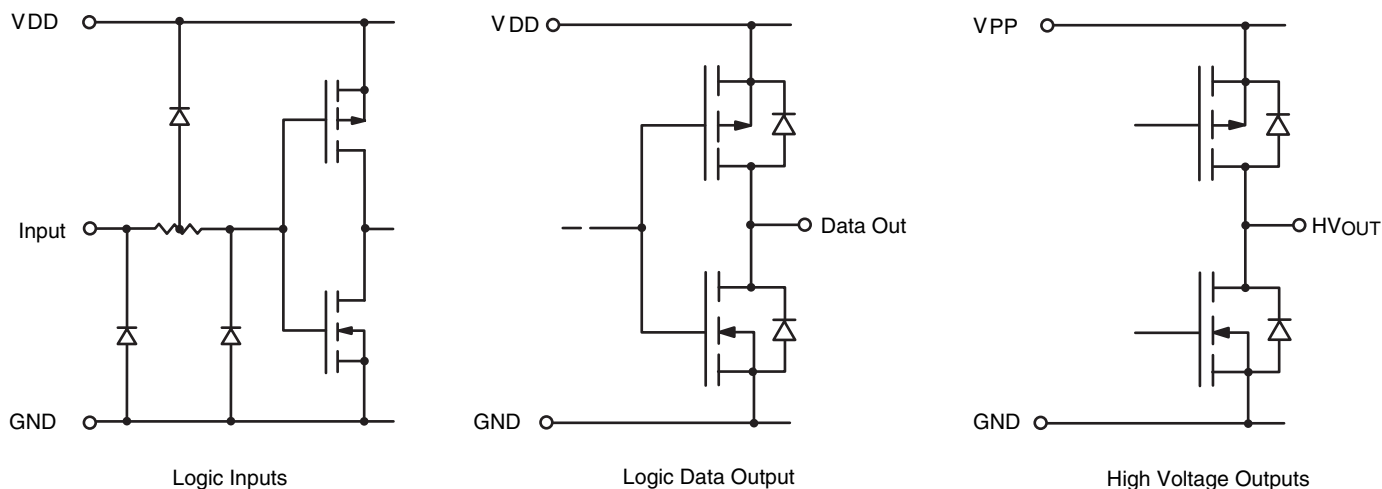 VDD
Input
GND
Logic Inputs
VDD
Data Out
GND
Logic Data Output
VPP
HVOUT
GND
High Voltage Outputs